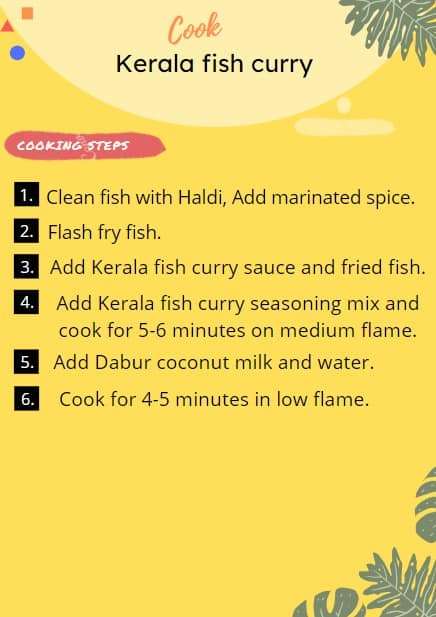 Cook
Kerala fish curry
COOKING STEPS
1. Clean fish with Haldi, Add marinated spice.
2. Flash fry fish.
3. Add Kerala fish curry sauce and fried fish.
4. Add Kerala fish curry seasoning mix and
cook for 5-6 minutes on medium flame.
5. Add Dabur coconut milk and water.
6. Cook for 4-5 minutes in low flame.